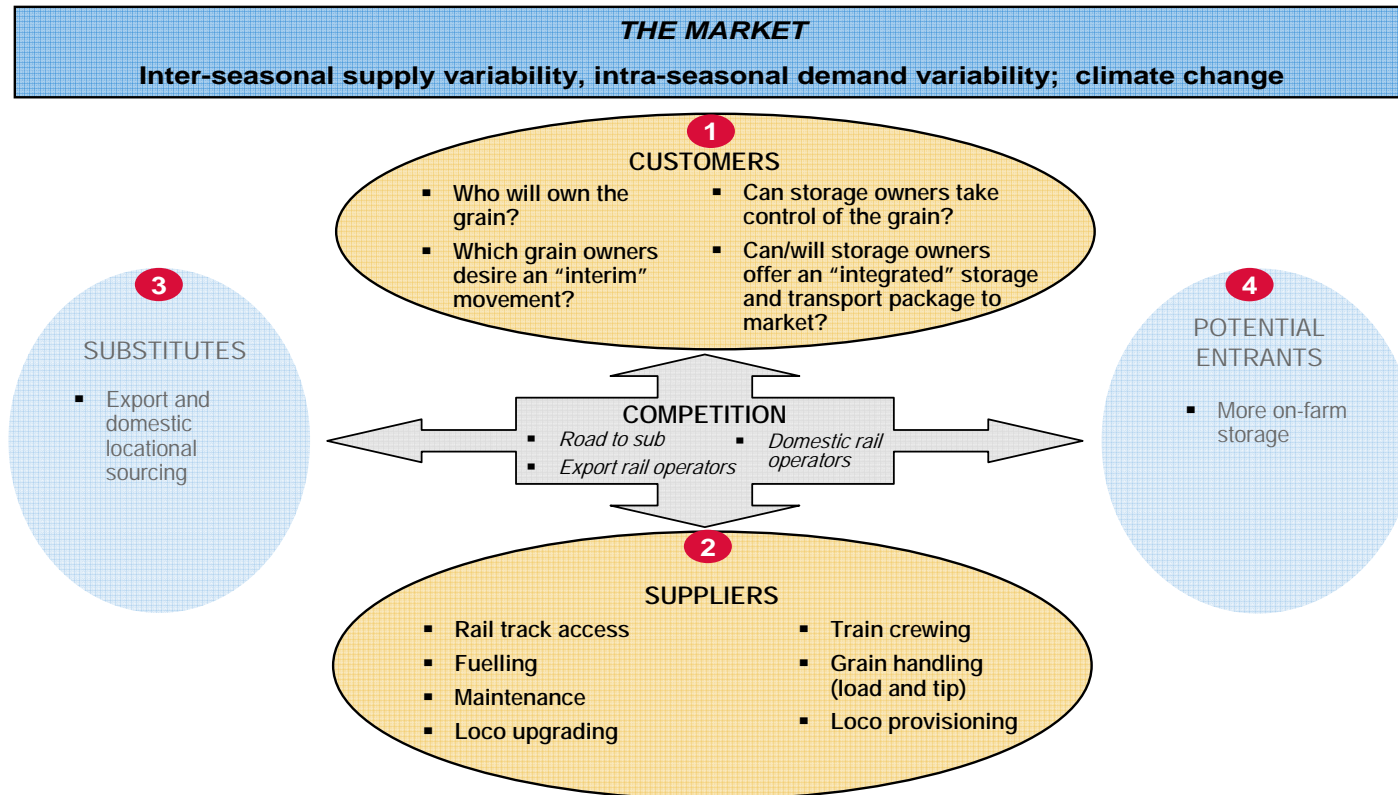 THE MARKET
Inter-seasonal supply variability, intra-seasonal demand variability; climate change
1
CUSTOMERS
▪ Who will own the
grain?
▪ Which grain owners
desire an “interim”
movement?
▪ Can storage owners take
control of the grain?
▪ Can/will storage owners
offer an “integrated” storage
and transport package to
market?
3
SUBSTITUTES
▪ Export and
domestic
locational
sourcing
COMPETITION
▪ Road to sub
▪ Export rail operators
▪ Domestic rail
operators
4
POTENTIAL
ENTRANTS
▪ More on-farm
storage
2
SUPPLIERS
▪ Rail track access
▪ Fuelling
▪ Maintenance
▪ Loco upgrading
▪ Train crewing
▪ Grain handling
(load and tip)
▪ Loco provisioning